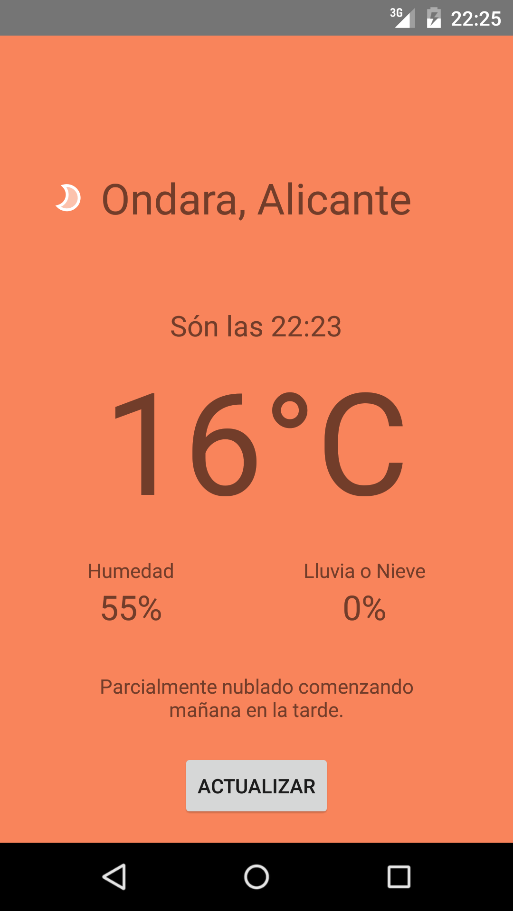 3G 22:25
Ondara, Alicante
Són las 22:23
16°C
Humedad Lluvia o Nieve
55% 0%
Parcialmente nublado comenzando
mañana en la tarde.
ACTUALIZAR